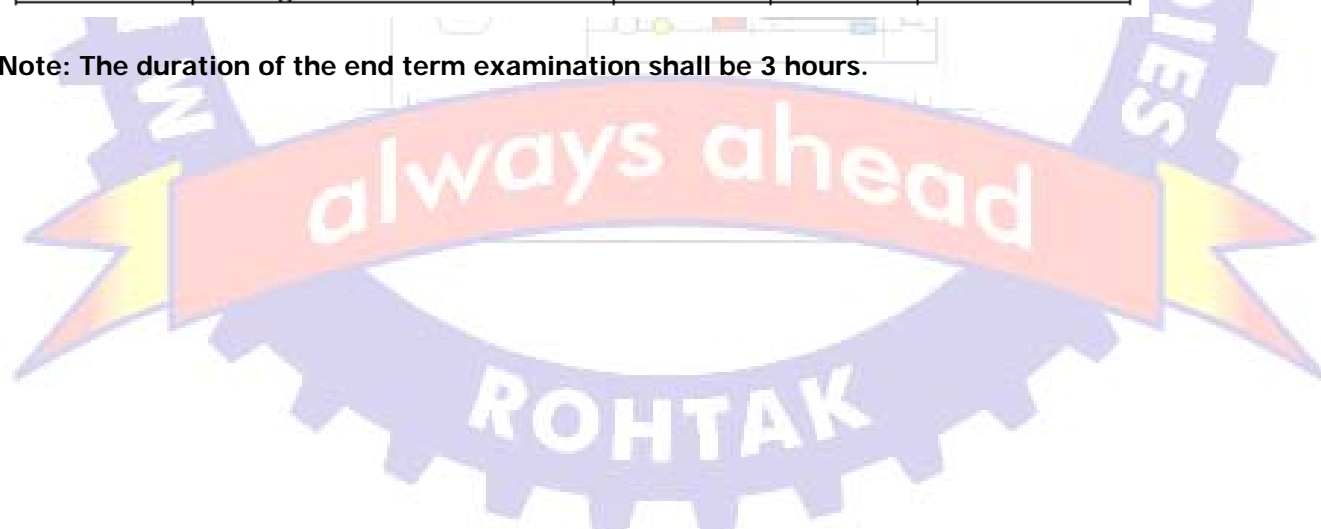 Note: The duration of the end term examination shall be 3 hours.
always ahead
ROHTAK